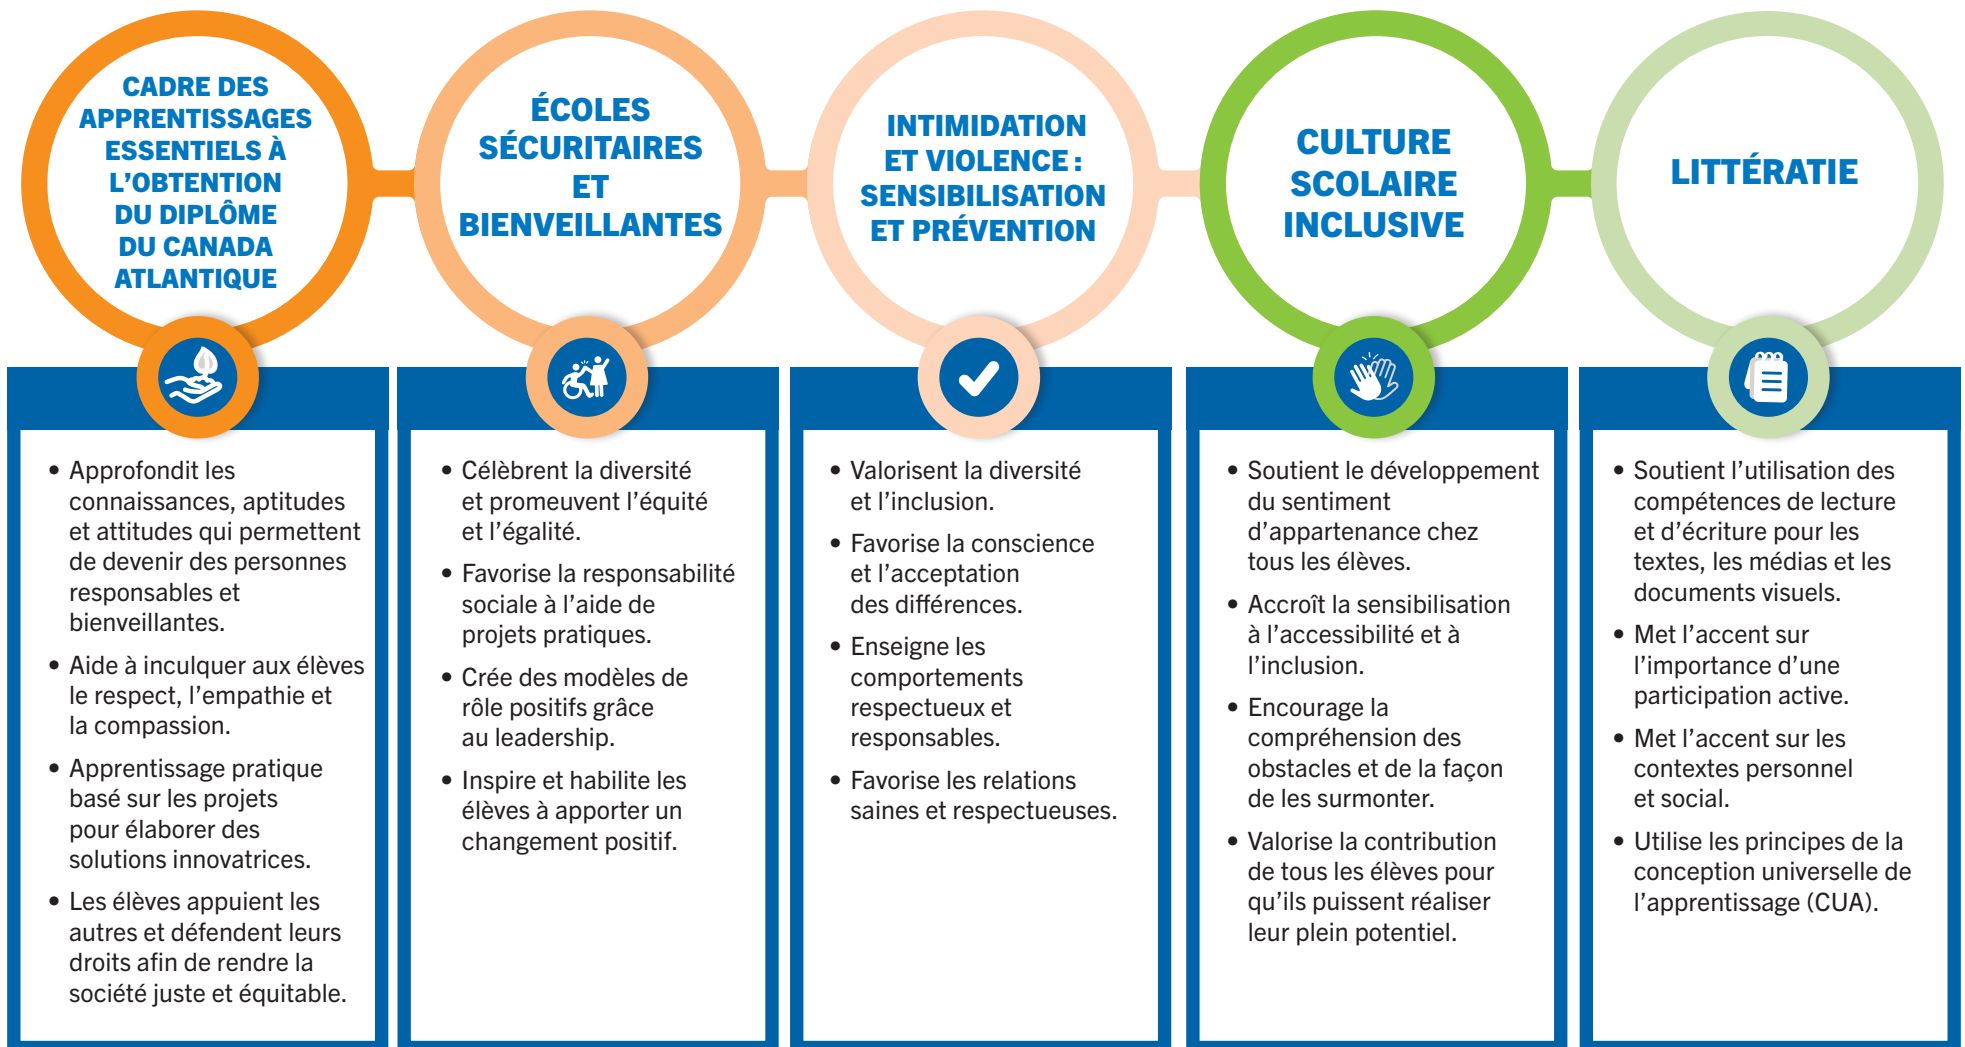 CADRE DES
APPRENTISSAGES
ESSENTIELS À
L'OBTENTION
DU DIPLÔME
DU CANADA
ATLANTIQUE
• Approfondit les
connaissances, aptitudes
et attitudes qui permettent
de devenir des personnes
responsables et
bienveillantes.
• Aide à inculquer aux élèves
le respect, l'empathie et
la compassion.
• Apprentissage pratique
basé sur les projets
pour élaborer des
solutions innovatrices.
• Les élèves appuient les
autres et défendent leurs
droits afin de rendre la
société juste et équitable.
ÉCOLES
SÉCURITAIRES
ET
BIENVEILLANTES
• Célèbrent la diversité
et promeuvent l'équité
et l'égalité.
• Favorise la responsabilité
sociale à l'aide de
projets pratiques.
• Crée des modèles de
rôle positifs grâce
au leadership.
• Inspire et habilite les
élèves à apporter un
changement positif.
INTIMIDATION
ET VIOLENCE :
SENSIBILISATION
ET PRÉVENTION
• Valorisent la diversité
et l'inclusion.
• Favorise la conscience
et l'acceptation
des différences.
• Enseigne les
comportements
respectueux et
responsables.
• Favorise les relations
saines et respectueuses.
CULTURE
SCOLAIRE
INCLUSIVE
• Soutient le développement
du sentiment
d'appartenance chez
tous les élèves.
• Accroît la sensibilisation
à l'accessibilité et à
l'inclusion.
• Encourage la
compréhension des
obstacles et de la façon
de les surmonter.
• Valorise la contribution
de tous les élèves pour
qu'ils puissent réaliser
leur plein potentiel.
LITTÉRATIE
• Soutient l'utilisation des
compétences de lecture
et d'écriture pour les
textes, les médias et les
documents visuels.
• Met l'accent sur
l'importance d'une
participation active.
• Met l'accent sur les
contextes personnel
et social.
• Utilise les principes de la
conception universelle de
l'apprentissage (CUA).